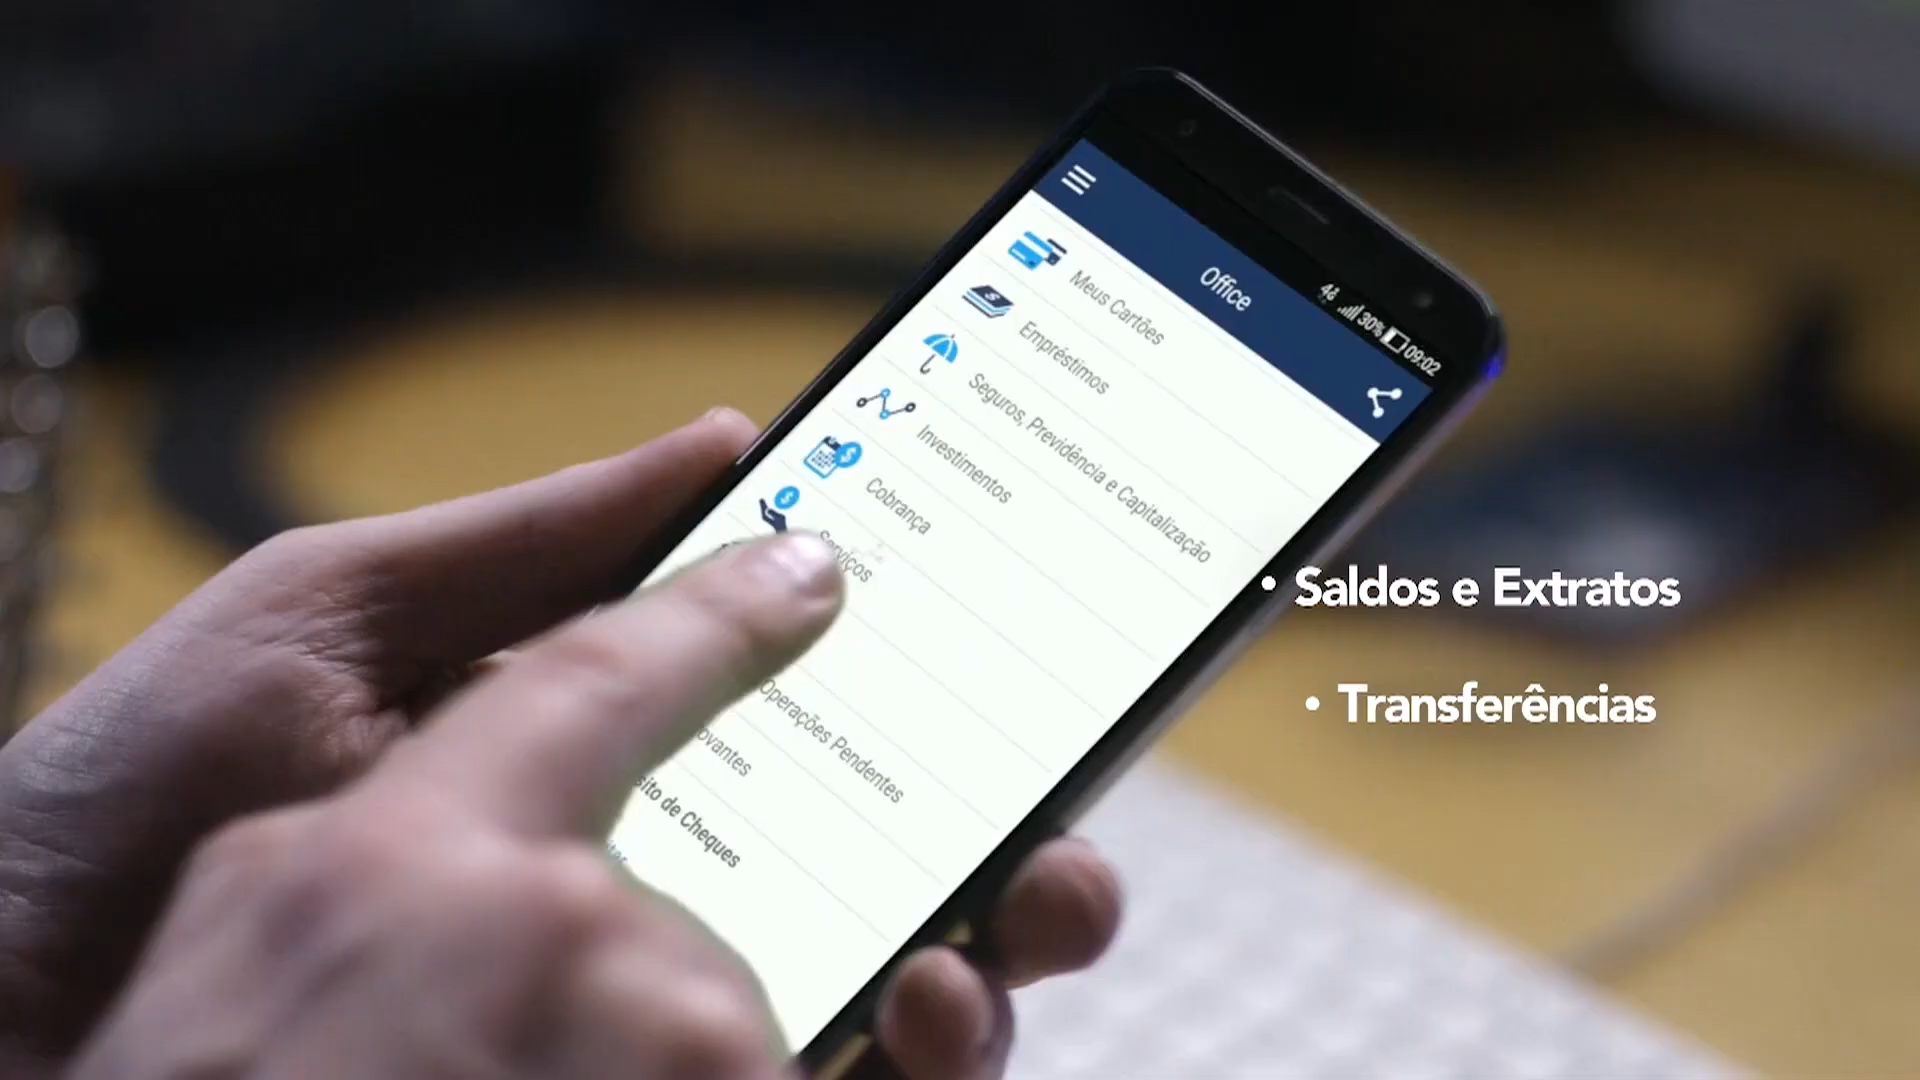 4G 30% 09:02
Office
Meus Cartões
Empréstimos
Seguros, Previdência e Capitalização
Investimentos
Cobrança
Serviços
Operações Pendentes
ovantes
sito de Cheques
• Saldos e Extratos
• Transferências